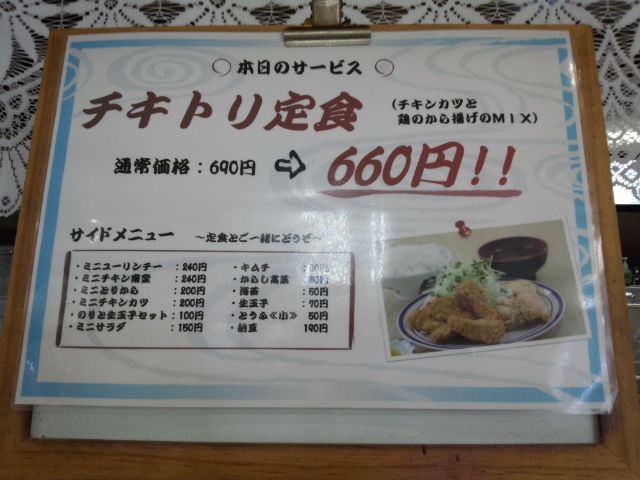 ○ 本日のサービス ○
チキトリ定食
(チキンカツと
鶏のから揚げのMIX)
通常価格：690円 ⇨ 660円!!
サイドメニュー ～定食とご一緒にどうぞ～
・ミニユーリンチー ：240円
・ミニチキン南蛮 ：240円
・ミニとりから ：200円
・ミニチキンカツ ：200円
・のりと生玉子セット：100円
・ミニサラダ ：150円
・キムチ
・からし高菜
・海苔 ：50円
・生玉子 ：70円
・とうふ《小》 50円
・納豆 190円